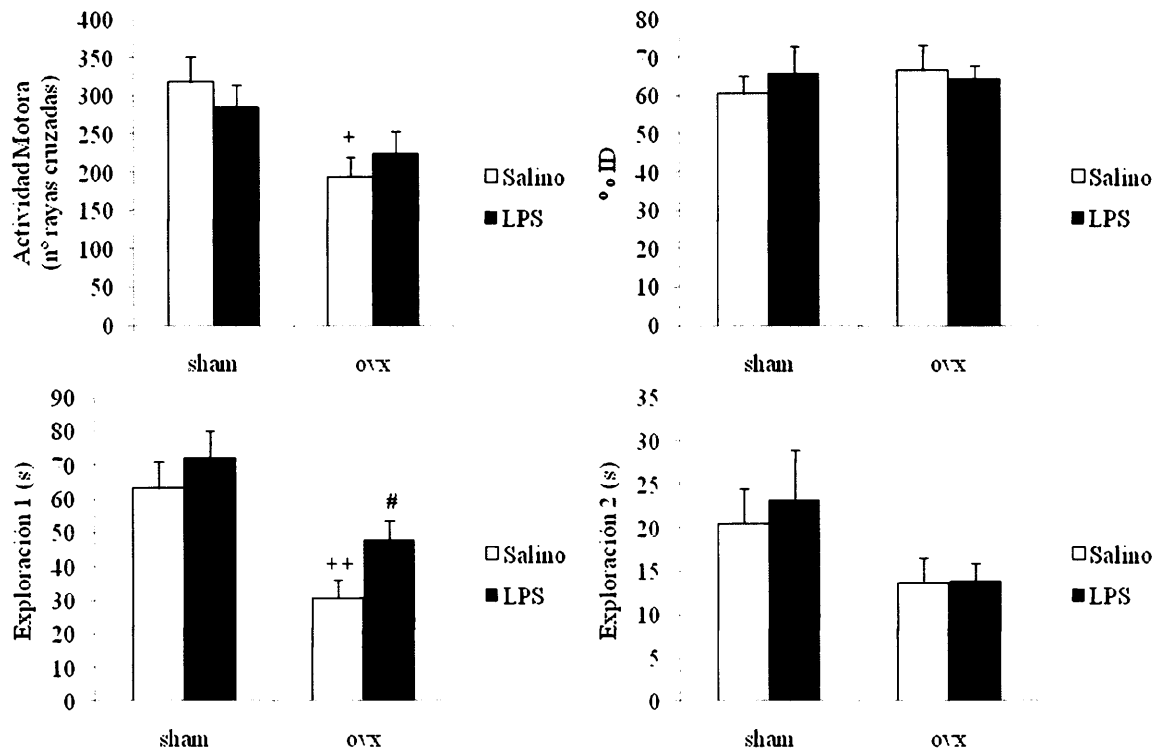 Actividad Motora
(n° rayas cruzadas)
400
350
300
250
200
150
100
50
0
+
sham
ovx
Salino
LPS
% ID
80
70
60
50
40
30
20
10
0
sham
ovx
Salino
LPS
Exploración 1 (s)
90
80
70
60
50
40
30
20
10
0
++
#
sham
ovx
Salino
LPS
Exploración 2 (s)
35
30
25
20
15
10
5
0
sham
ovx
Salino
LPS